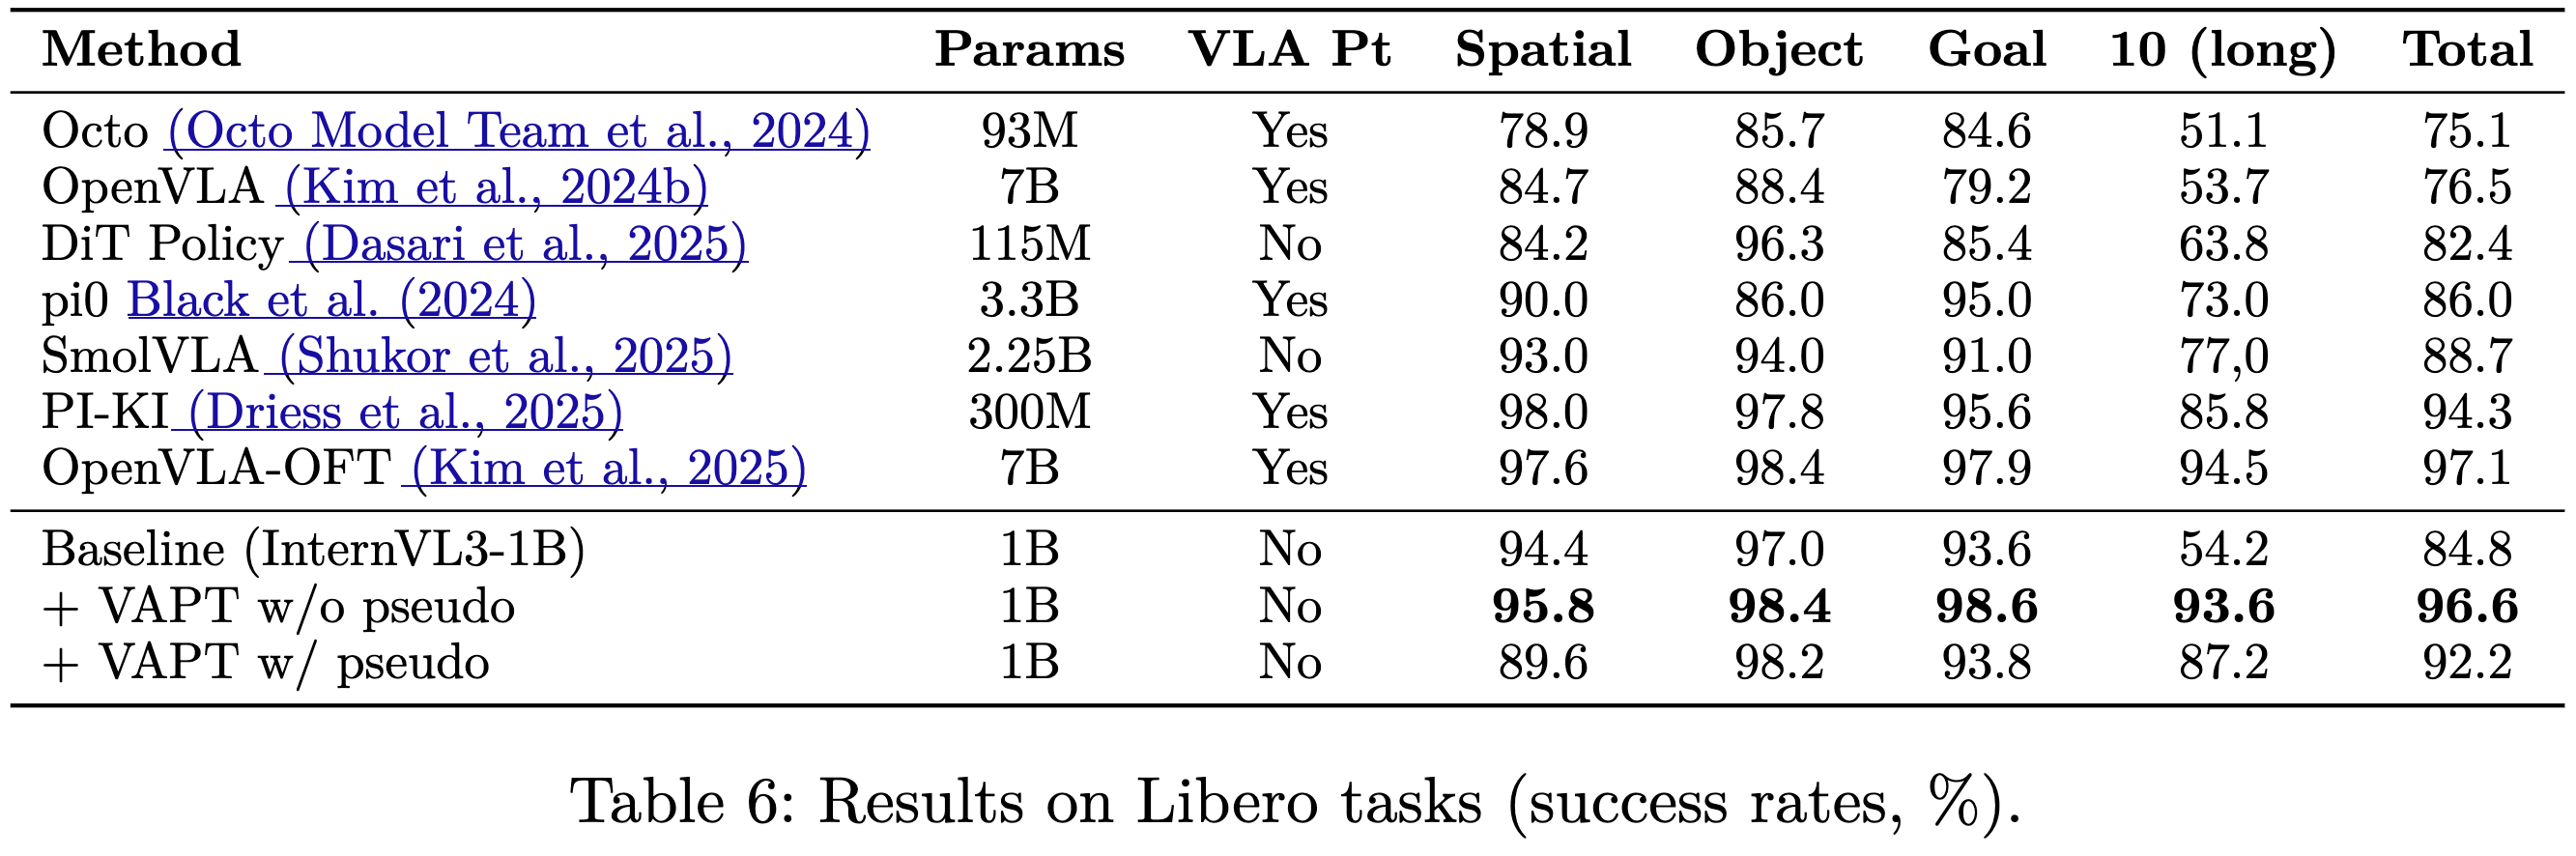 Method Params VLA Pt Spatial Object Goal 10 (long) Total
Octo (Octo Model Team et al., 2024) 93M Yes 78.9 85.7 84.6 51.1 75.1
OpenVLA (Kim et al., 2024b) 7B Yes 84.7 88.4 79.2 53.7 76.5
DiT Policy (Dasari et al., 2025) 115M No 84.2 96.3 85.4 63.8 82.4
pi0 Black et al. (2024) 3.3B Yes 90.0 86.0 95.0 73.0 86.0
SmolVLA (Shukor et al., 2025) 2.25B No 93.0 94.0 91.0 77,0 88.7
PI-KI (Driess et al., 2025) 300M Yes 98.0 97.8 95.6 85.8 94.3
OpenVLA-OFT (Kim et al., 2025) 7B Yes 97.6 98.4 97.9 94.5 97.1
Baseline (InternVL3-1B) 1B No 94.4 97.0 93.6 54.2 84.8
+ VAPT w/o pseudo 1B No 95.8 98.4 98.6 93.6 96.6
+ VAPT w/ pseudo 1B No 89.6 98.2 93.8 87.2 92.2
Table 6: Results on Libero tasks (success rates, %).